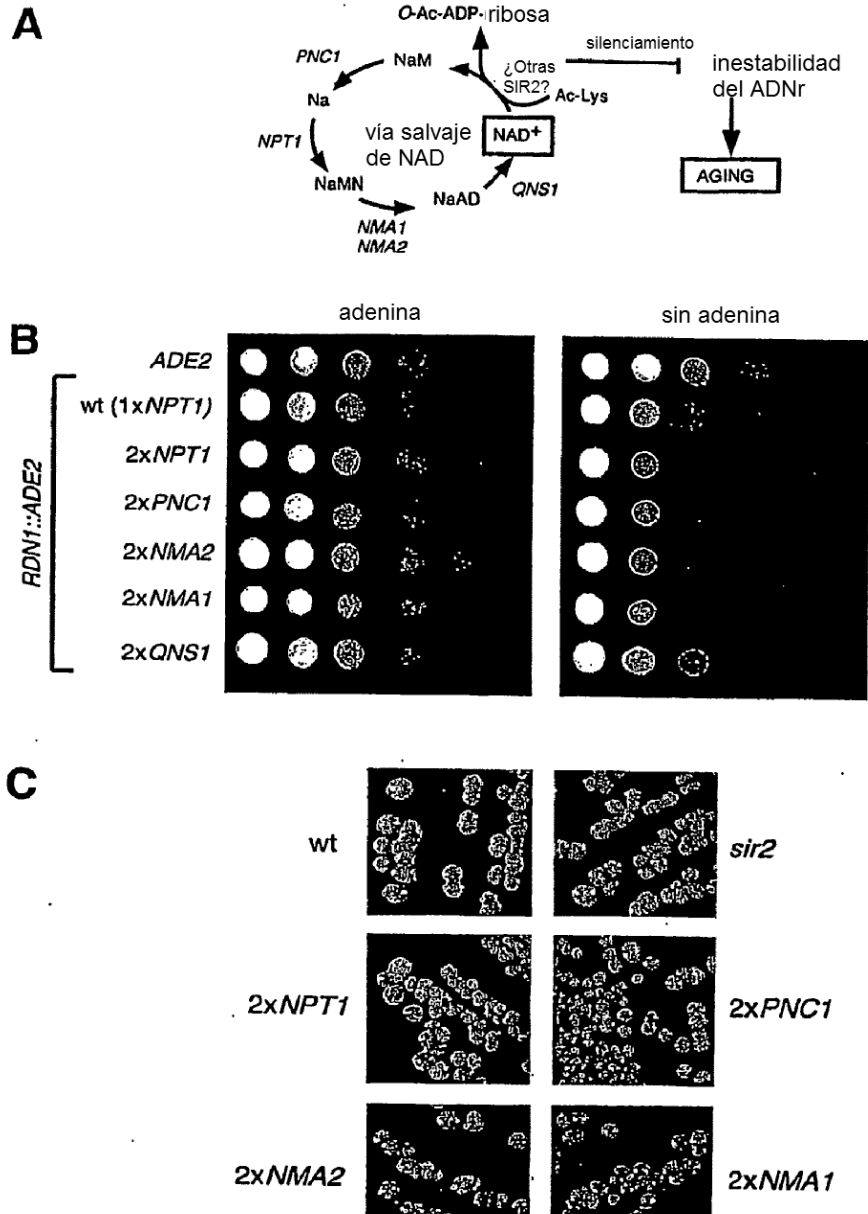 A
O-Ac-ADP-ribosa
silenciamiento
PNC1
NaM
¿Otras
SIR2?
Ac-Lys
inestabilidad
del ADNr
Na
NPT1
vía salvaje
de NAD
NAD+
AGING
NaMN
NaAD
QNS1
NMA1
NMA2
B
adenina
sin adenina
ADE2
wt (1xNPT1)
2xNPT1
2xPNC1
2xNMA2
2xNMA1
2xQNS1
RDN1::ADE2
C
wt
sir2
2xNPT1
2xPNC1
2xNMA2
2xNMA1